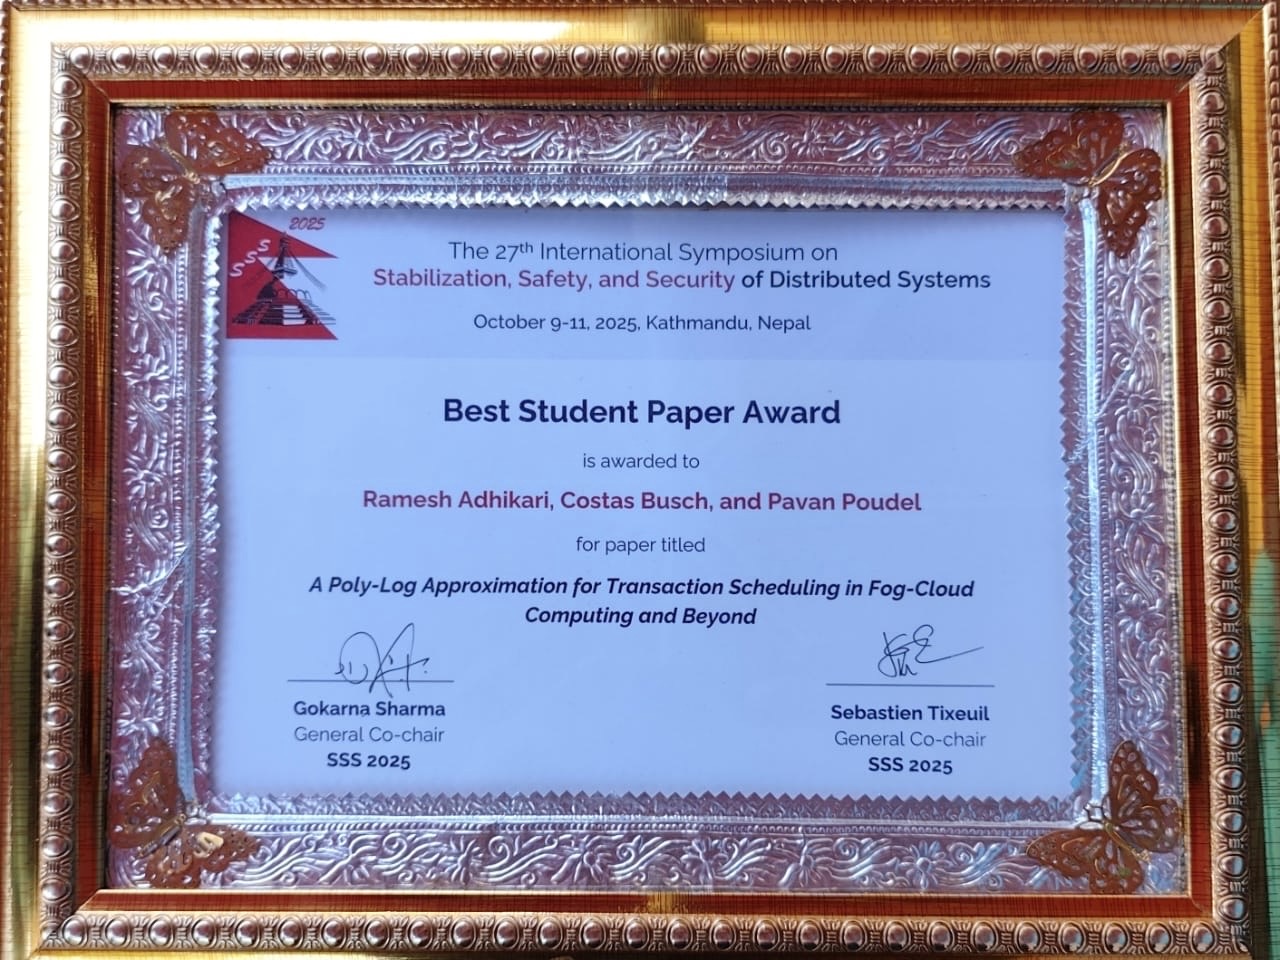 2025
S
S
S
The 27th International Symposium on
Stabilization, Safety, and Security of Distributed Systems
October 9-11, 2025, Kathmandu, Nepal
Best Student Paper Award
is awarded to
Ramesh Adhikari, Costas Busch, and Pavan Poudel
for paper titled
A Poly-Log Approximation for Transaction Scheduling in Fog-Cloud
Computing and Beyond
Gokarna Sharma
General Co-chair
SSS 2025
Sebastien Tixeuil
General Co-chair
SSS 2025